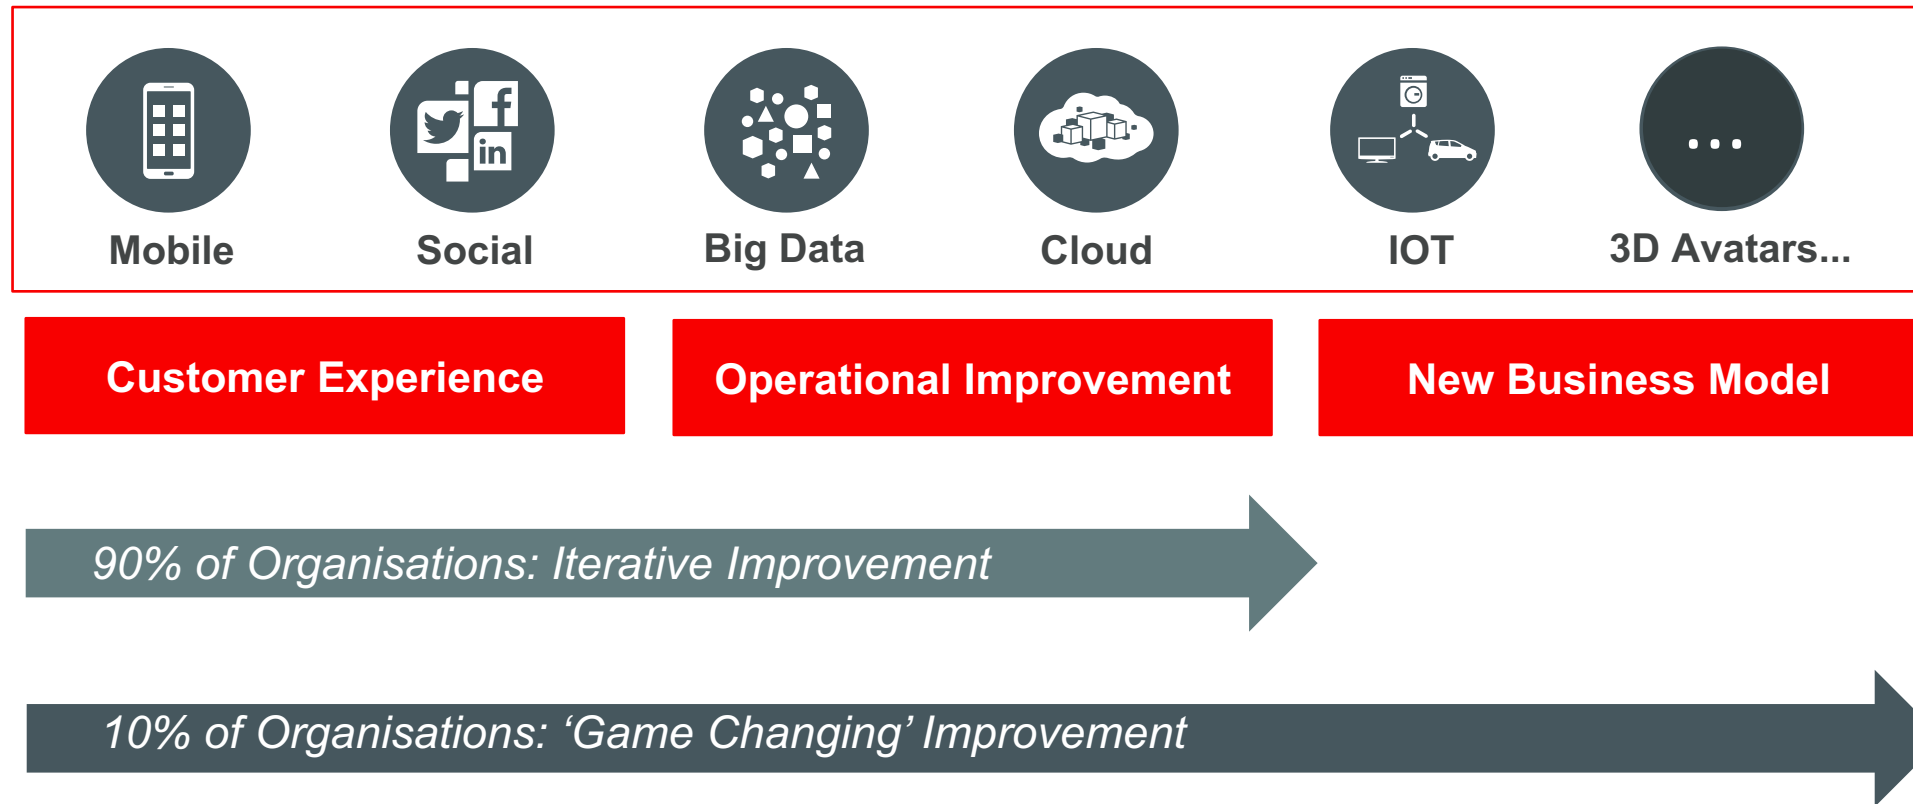 Mobile
Social
Big Data
Cloud
IOT
3D Avatars...
Customer Experience
Operational Improvement
New Business Model
90% of Organisations: Iterative Improvement
10% of Organisations: ‘Game Changing’ Improvement